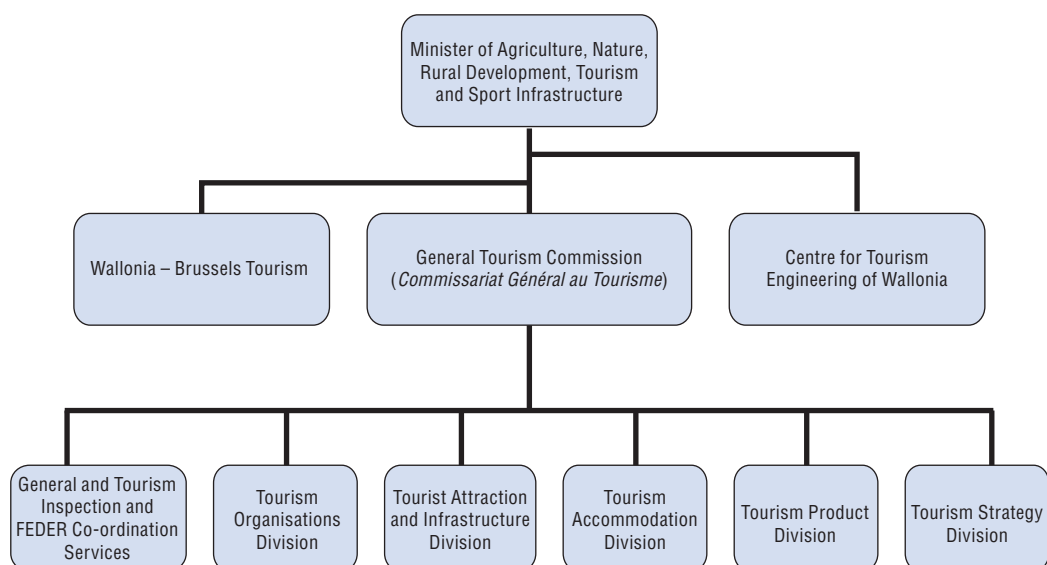 Minister of Agriculture, Nature,
Rural Development, Tourism
and Sport Infrastructure
Wallonia – Brussels Tourism
General Tourism Commission
(Commissariat Général au Tourisme)
Centre for Tourism
Engineering of Wallonia
General and Tourism
Inspection and
FEDER Co-ordination
Services
Tourism
Organisations
Division
Tourist Attraction
and Infrastructure
Division
Tourism
Accommodation
Division
Tourism Product
Division
Tourism Strategy
Division